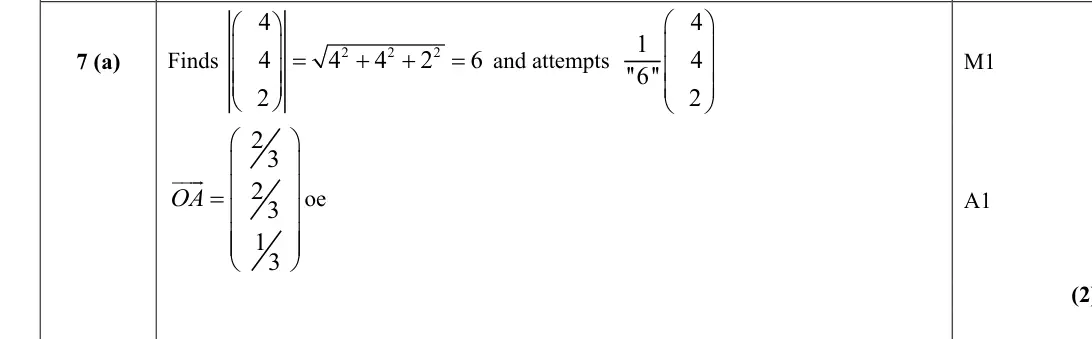 7 (a) Finds |(4 4 2)| = √4² + 4² + 2² = 6 and attempts 1/"6" (4 4 2) M1
OA = (2/3 2/3 1/3) oe A1
(2)